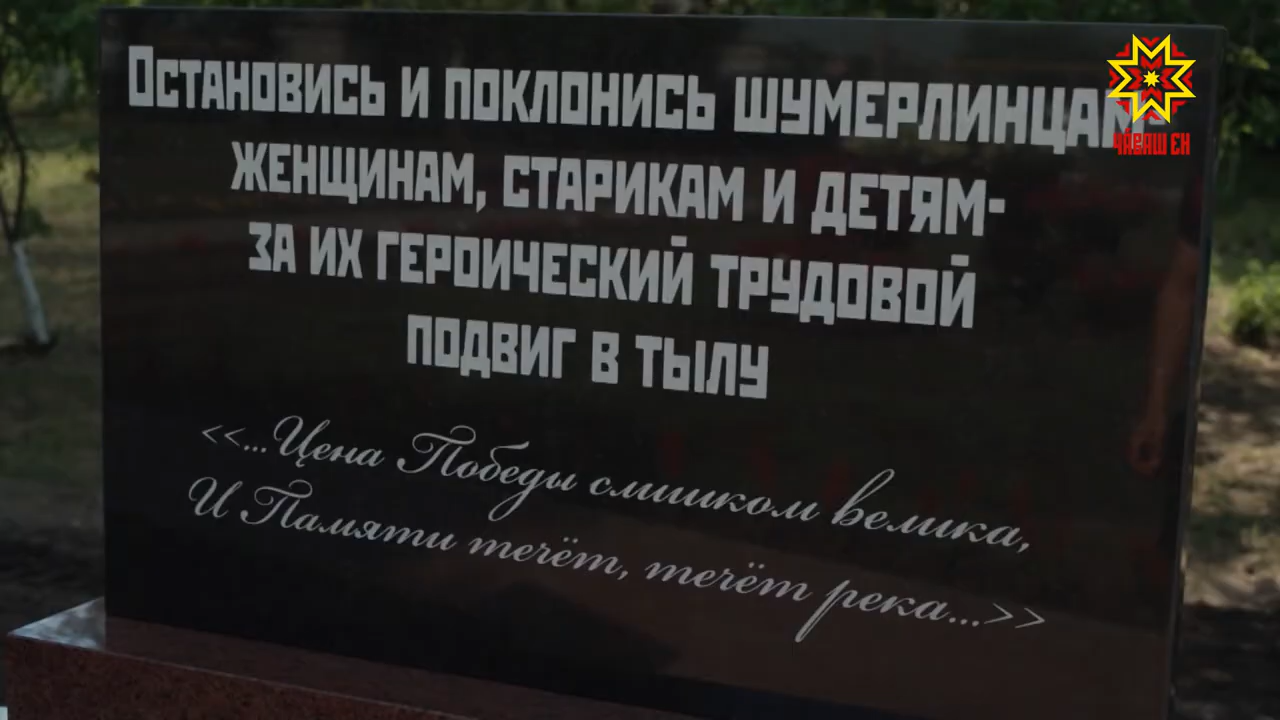 Остановись и поклонись шумерлинцам-
женщинам, старикам и детям-
за их героический трудовой
подвиг в тылу
<<...Цена Победы слишком велика,
И Памяти течёт, течёт река...>>
ЧӐВАШ ЕН